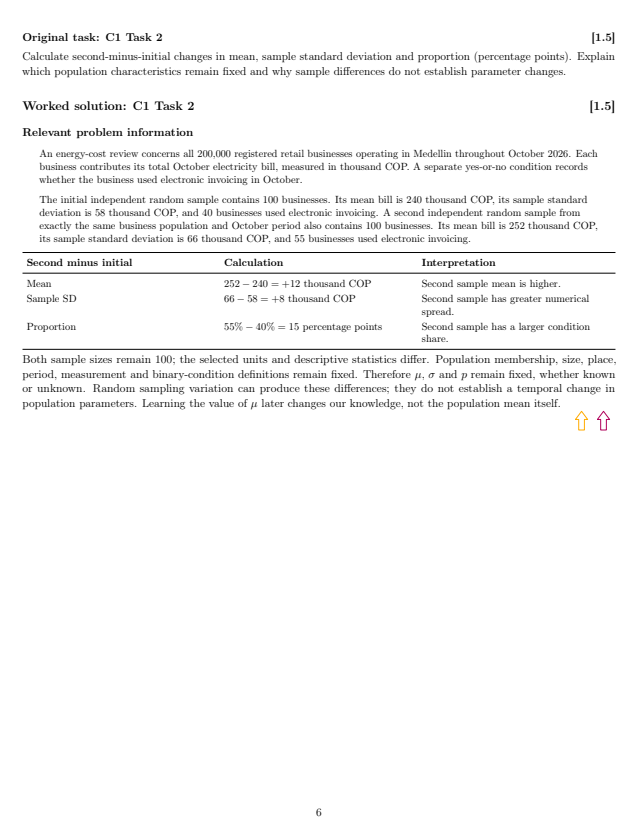 Original task: C1 Task 2 [1.5]
Calculate second-minus-initial changes in mean, sample standard deviation and proportion (percentage points). Explain
which population characteristics remain fixed and why sample differences do not establish parameter changes.
Worked solution: C1 Task 2 [1.5]
Relevant problem information
An energy-cost review concerns all 200,000 registered retail businesses operating in Medellin throughout October 2026. Each
business contributes its total October electricity bill, measured in thousand COP. A separate yes-or-no condition records
whether the business used electronic invoicing in October.
The initial independent random sample contains 100 businesses. Its mean bill is 240 thousand COP, its sample standard
deviation is 58 thousand COP, and 40 businesses used electronic invoicing. A second independent random sample from
exactly the same business population and October period also contains 100 businesses. Its mean bill is 252 thousand COP,
its sample standard deviation is 66 thousand COP, and 55 businesses used electronic invoicing.
Second minus initial Calculation Interpretation
Mean 252 − 240 = +12 thousand COP Second sample mean is higher.
Sample SD 66 − 58 = +8 thousand COP Second sample has greater numerical
spread.
Proportion 55% − 40% = 15 percentage points Second sample has a larger condition
share.
Both sample sizes remain 100; the selected units and descriptive statistics differ. Population membership, size, place,
period, measurement and binary-condition definitions remain fixed. Therefore μ, σ and p remain fixed, whether known
or unknown. Random sampling variation can produce these differences; they do not establish a temporal change in
population parameters. Learning the value of μ later changes our knowledge, not the population mean itself.
6